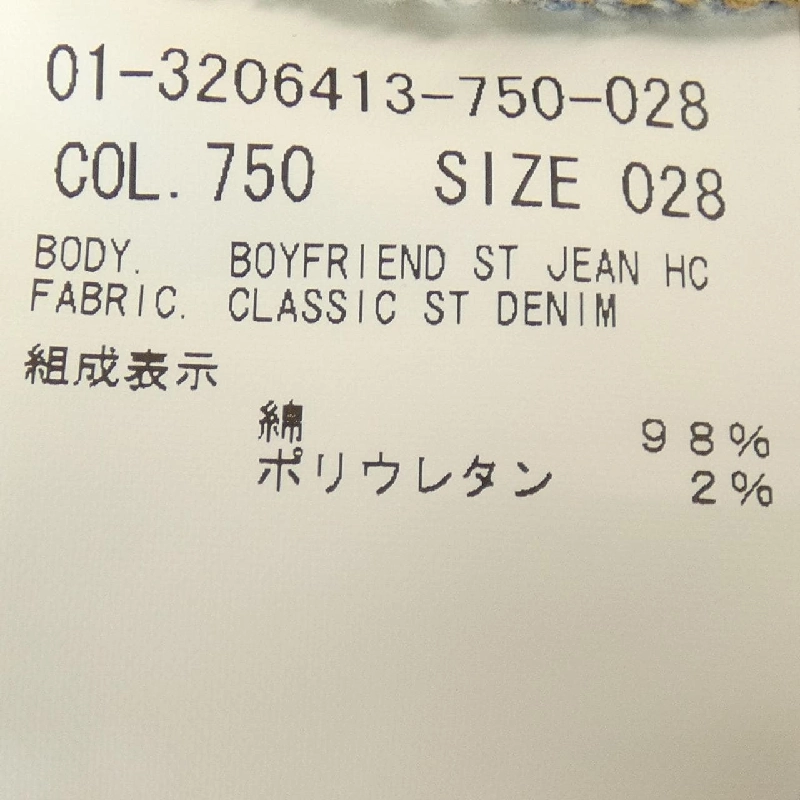 01-3206413-750-028
COL. 750 SIZE 028
BODY. BOYFRIEND ST JEAN HC
FABRIC. CLASSIC ST DENIM
組成表示
綿 98%
ポリウレタン 2%